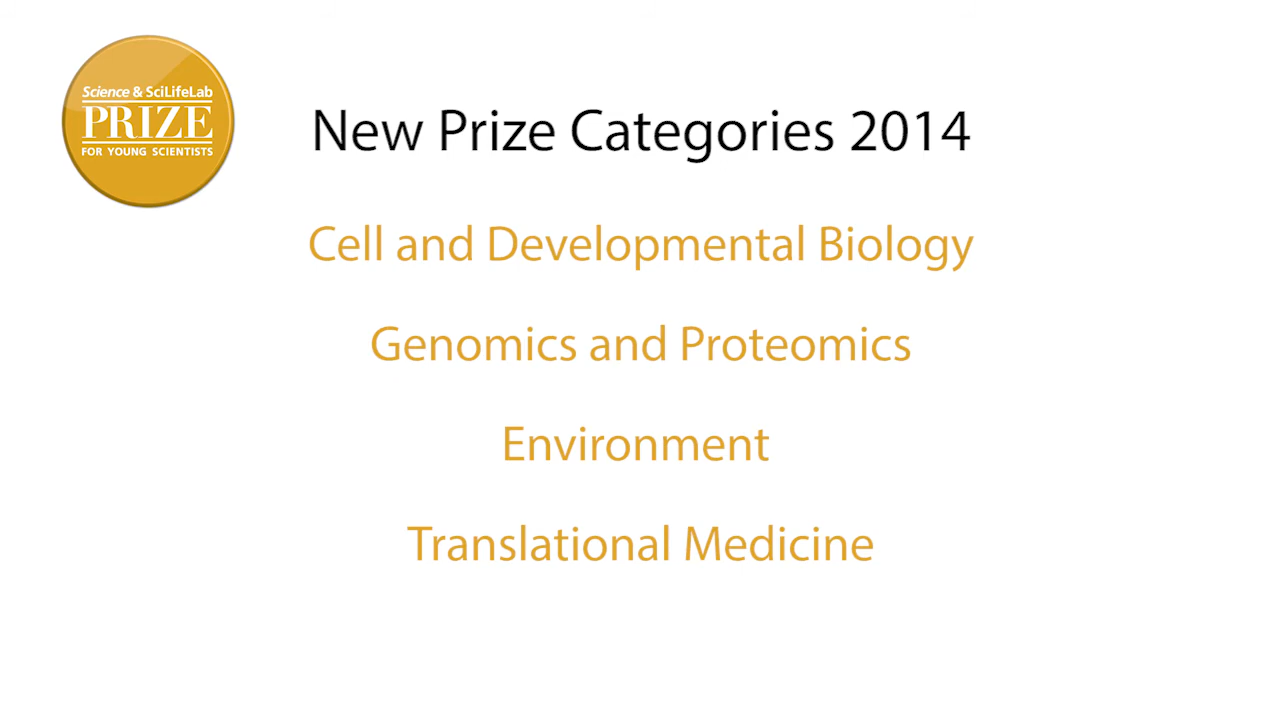 Science & SciLifeLab
PRIZE
FOR YOUNG SCIENTISTS
New Prize Categories 2014
Cell and Developmental Biology
Genomics and Proteomics
Environment
Translational Medicine